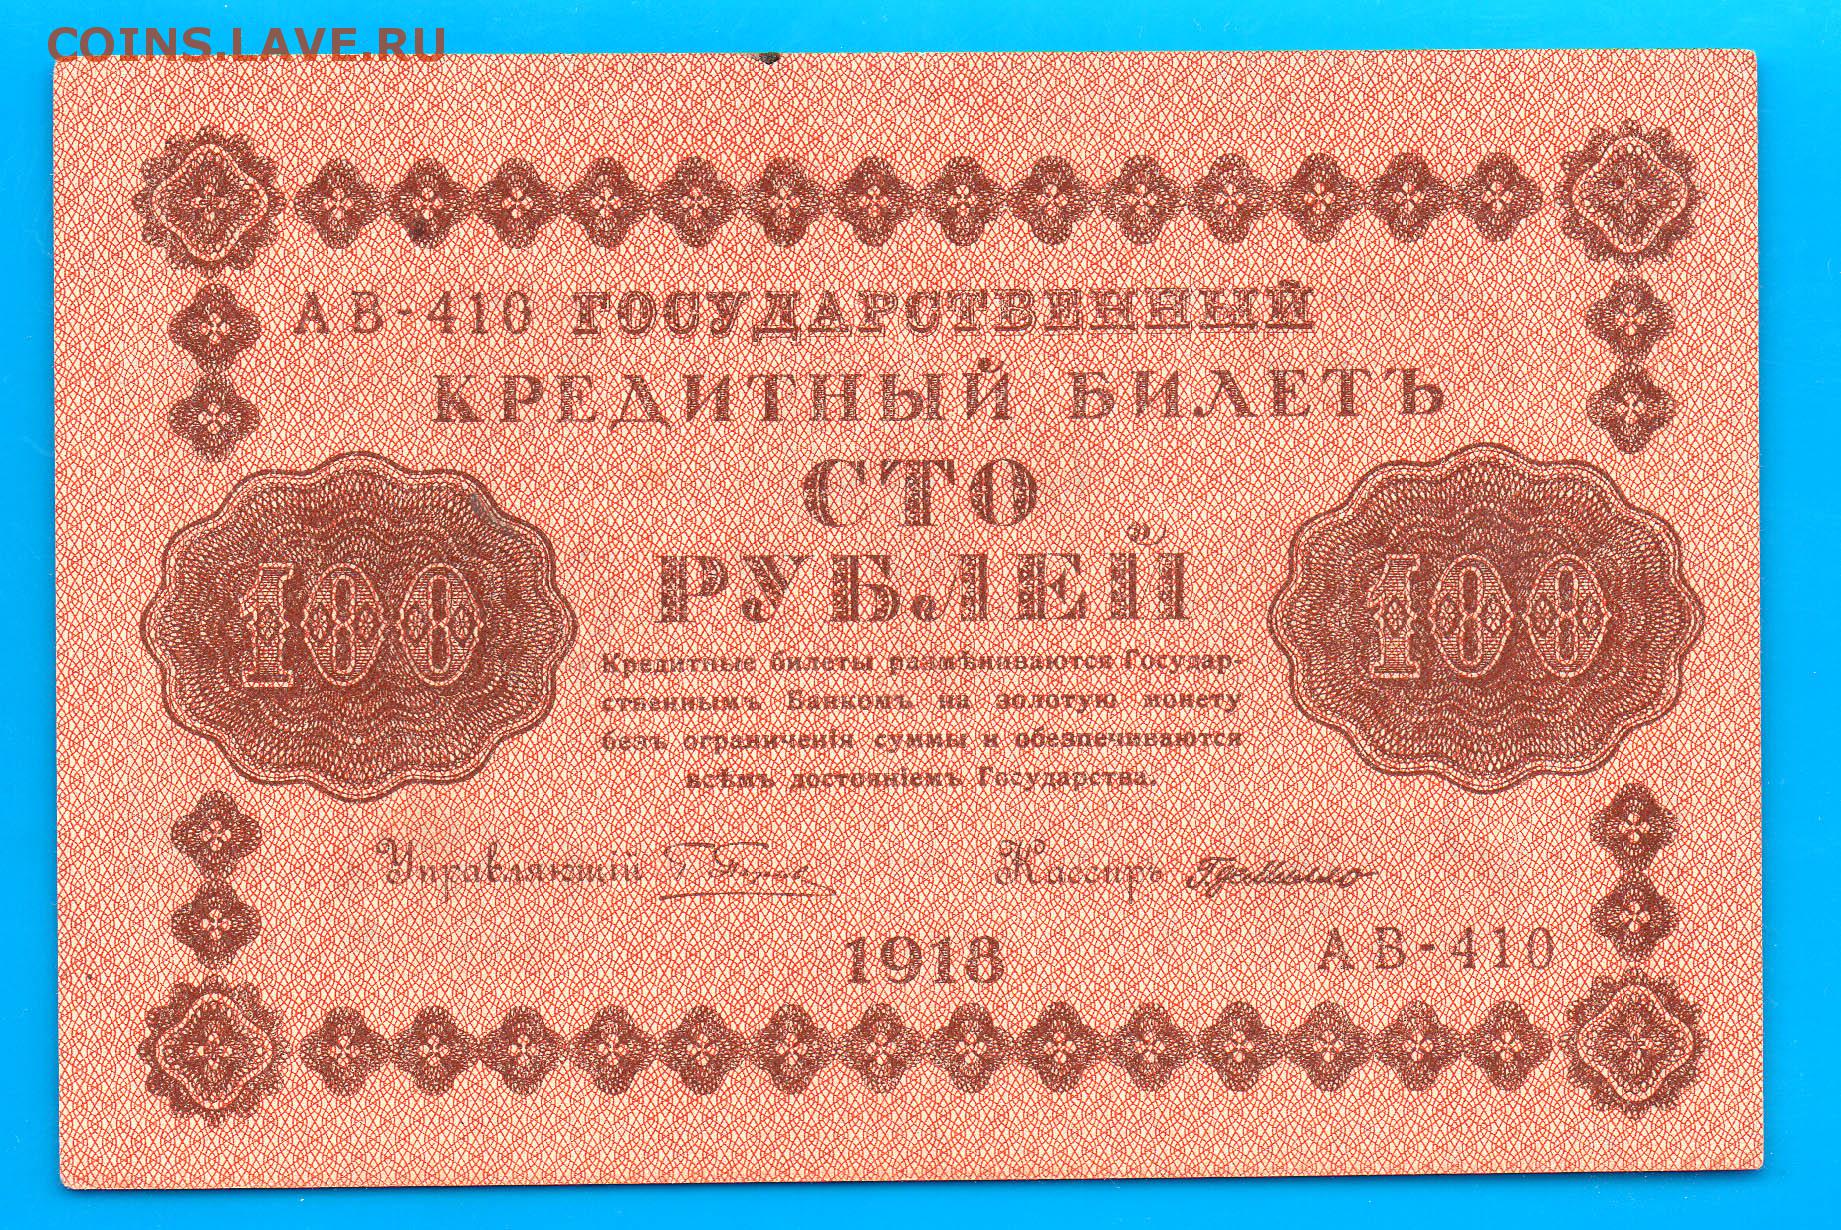 COINS.LAVE.RU
АВ-410 ГОСУДАРСТВЕННЫЙ
КРЕДИТНЫЙ БИЛЕТЪ
СТО
РУБЛЕЙ
100
100
Кредитные билеты размѣниваются Государ-
ственнымъ Банкомъ на золотую монету
безъ ограниченія суммы и обезпечиваются
всѣмъ достояніемъ Государства.
Управляющій
Кассиръ
1918
АВ-410